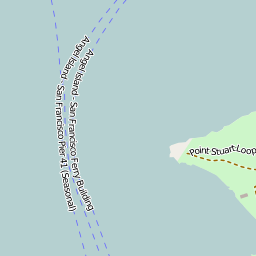 Angel Island - San Francisco Ferry Building
Angel Island - San Francisco Pier 41 (Seasonal)
Point Stuart Loop